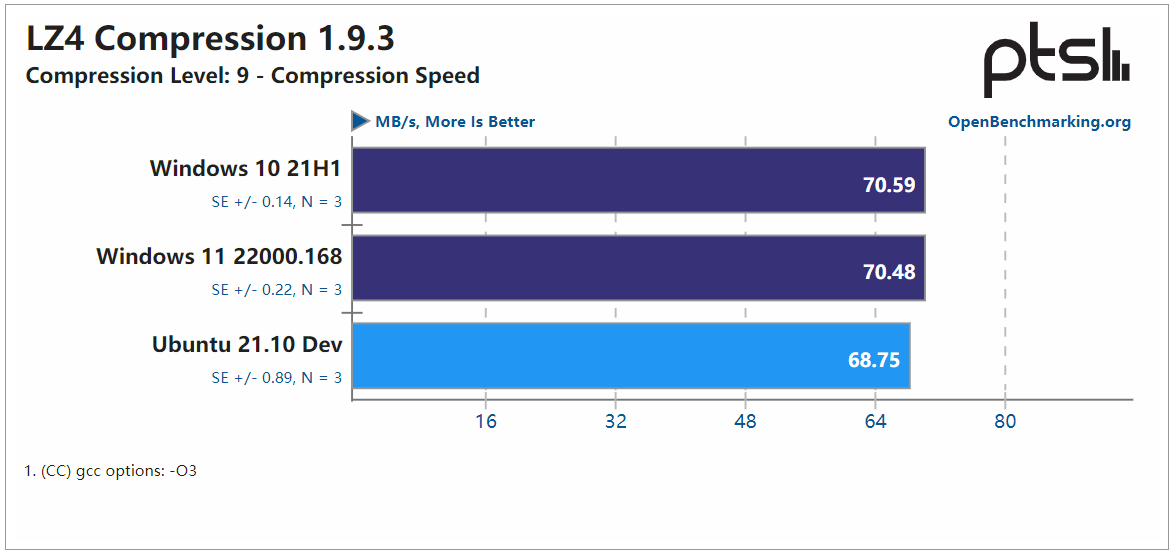 LZ4 Compression 1.9.3
Compression Level: 9 - Compression Speed
ptsl
MB/s, More Is Better
OpenBenchmarking.org
Windows 10 21H1
SE +/- 0.14, N = 3
70.59
Windows 11 22000.168
SE +/- 0.22, N = 3
70.48
Ubuntu 21.10 Dev
SE +/- 0.89, N = 3
68.75
16 32 48 64 80
1. (CC) gcc options: -O3